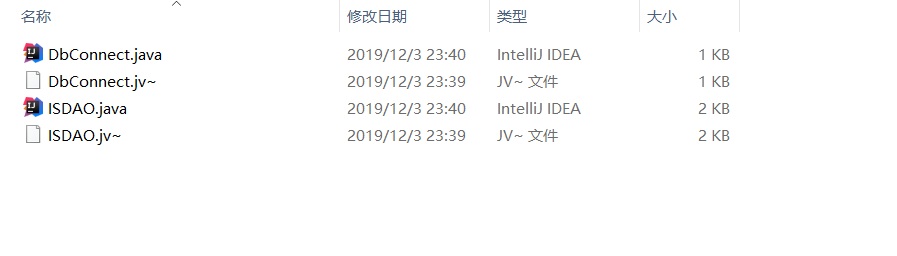 名称 修改日期 类型 大小
DbConnect.java 2019/12/3 23:40 IntelliJ IDEA 1 KB
DbConnect.jv~ 2019/12/3 23:39 JV~ 文件 1 KB
ISDAO.java 2019/12/3 23:40 IntelliJ IDEA 2 KB
ISDAO.jv~ 2019/12/3 23:39 JV~ 文件 2 KB